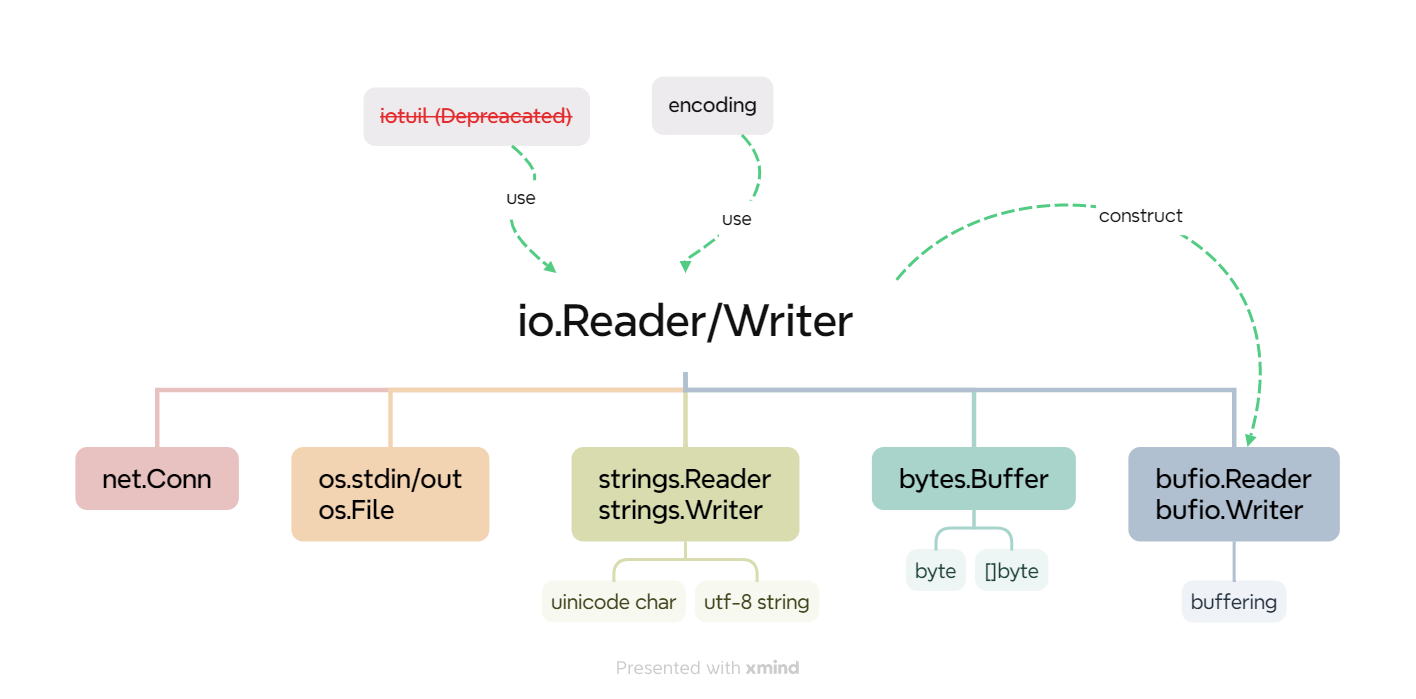 iotuil (Depreacated)
encoding
use
use
construct
io.Reader/Writer
net.Conn
os.stdin/out
os.File
strings.Reader
strings.Writer
bytes.Buffer
bufio.Reader
bufio.Writer
byte
[]byte
uinicode char
utf-8 string
buffering
Presented with xmind